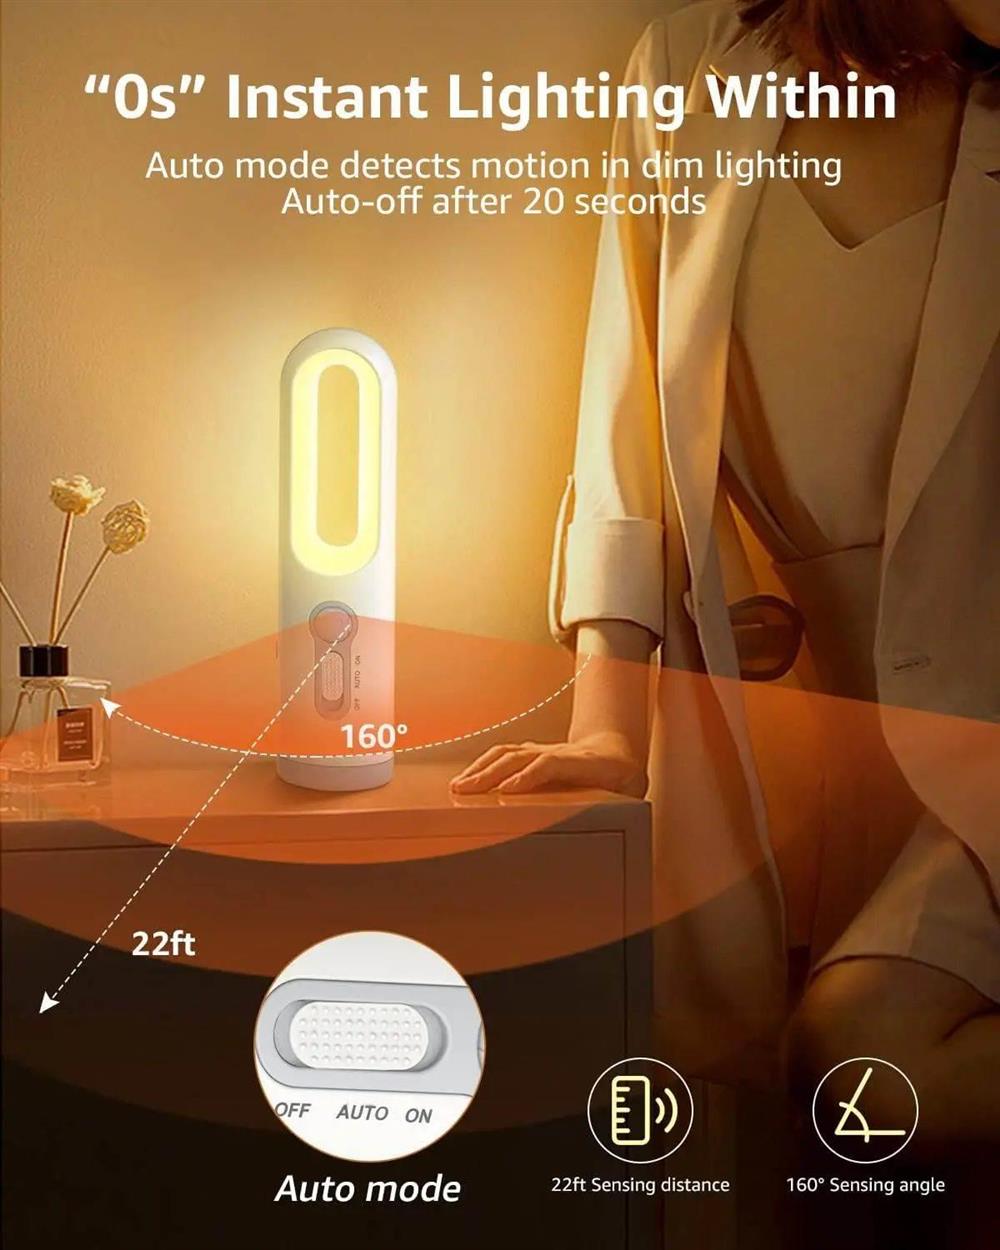 “0s” Instant Lighting Within
Auto mode detects motion in dim lighting
Auto-off after 20 seconds
OFF AUTO ON
160°
22ft
OFF AUTO ON
Auto mode
22ft Sensing distance
160° Sensing angle